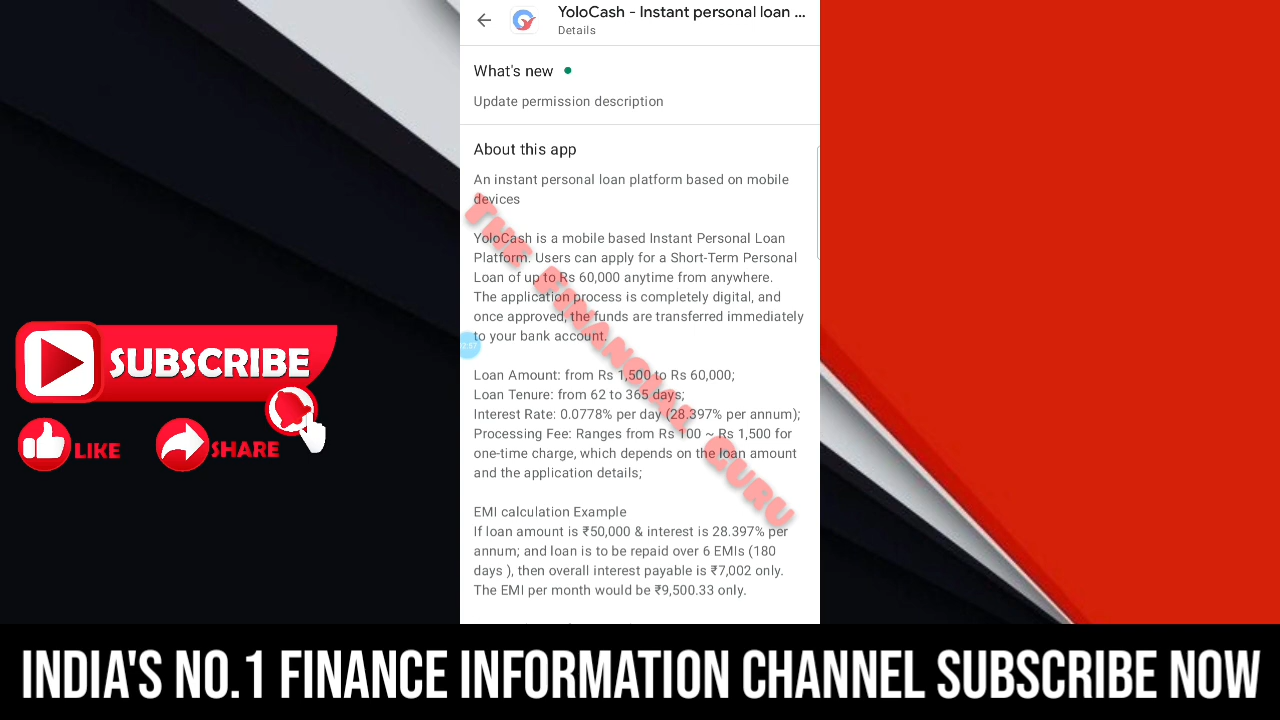 YoloCash - Instant personal loan ...
Details
What's new
Update permission description
About this app
An instant personal loan platform based on mobile
devices
YoloCash is a mobile based Instant Personal Loan
Platform. Users can apply for a Short-Term Personal
Loan of up to Rs 60,000 anytime from anywhere.
The application process is completely digital, and
once approved, the funds are transferred immediately
to your bank account.
Loan Amount: from Rs 1,500 to Rs 60,000;
Loan Tenure: from 62 to 365 days;
Interest Rate: 0.0778% per day (28.397% per annum);
Processing Fee: Ranges from Rs 100 ~ Rs 1,500 for
one-time charge, which depends on the loan amount
and the application details;
EMI calculation Example
If loan amount is ₹50,000 & interest is 28.397% per
annum; and loan is to be repaid over 6 EMIs (180
days ), then overall interest payable is ₹7,002 only.
The EMI per month would be ₹9,500.33 only.
The Financial Guru
02:57
SUBSCRIBE
LIKE
SHARE
INDIA'S NO.1 FINANCE INFORMATION CHANNEL SUBSCRIBE NOW